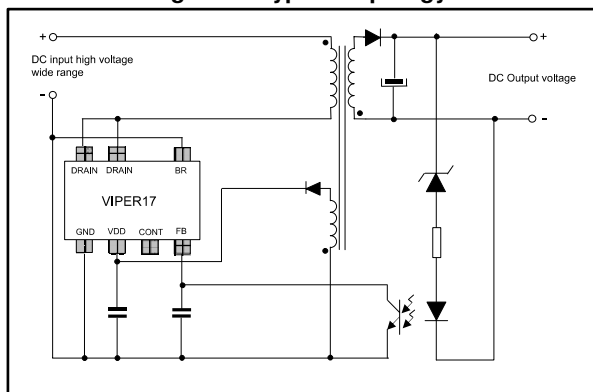 +
DC input high voltage
wide range
-
+
DC Output voltage
-
DRAIN DRAIN BR
VIPER17
GND VDD CONT FB